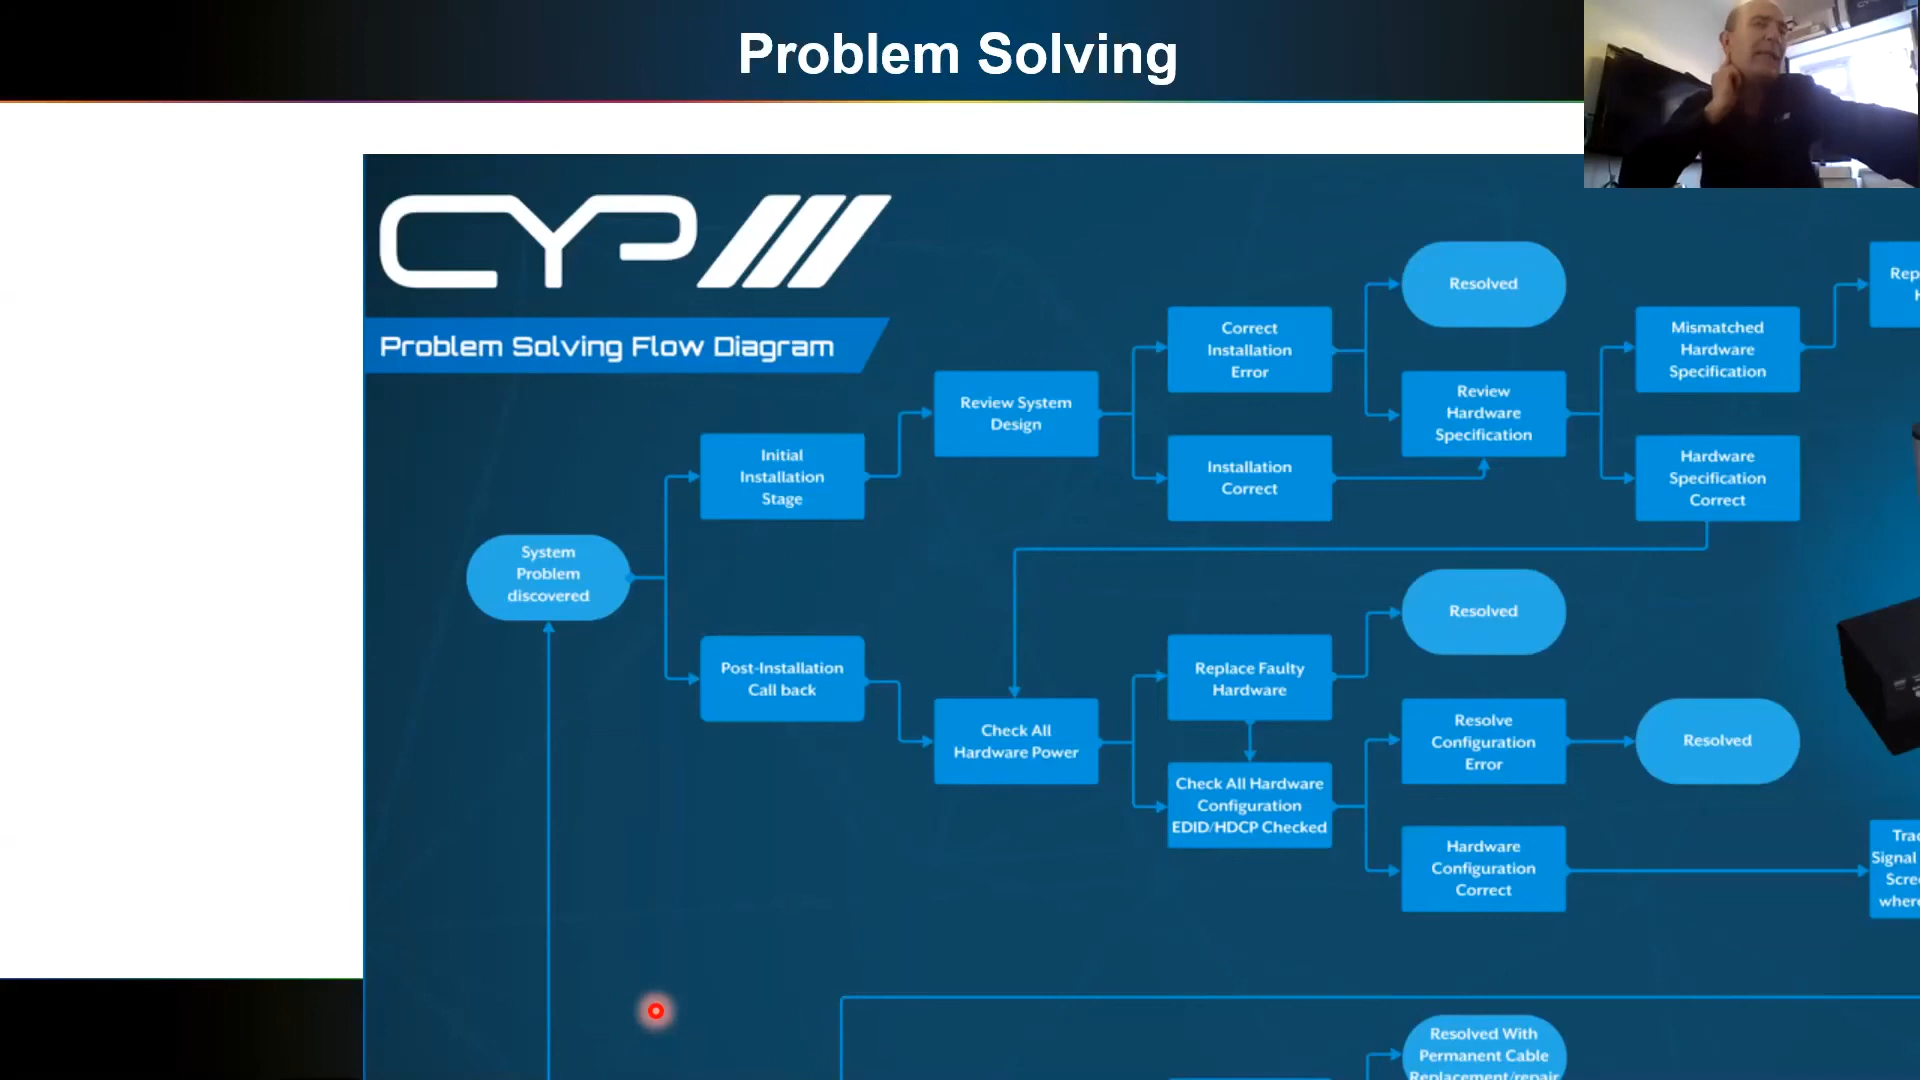 Problem Solving
CYP
Problem Solving Flow Diagram
Resolved
Correct
Installation
Error
Mismatched
Hardware
Specification
Review System
Design
Review
Hardware
Specification
Initial
Installation
Stage
Installation
Correct
Hardware
Specification
Correct
System
Problem
discovered
Resolved
Post-Installation
Call back
Replace Faulty
Hardware
Check All
Hardware Power
Resolve
Configuration
Error
Resolved
Check All Hardware
Configuration
EDID/HDCP Checked
Hardware
Configuration
Correct
Signal
Resolved With
Permanent Cable
Replacement/repair